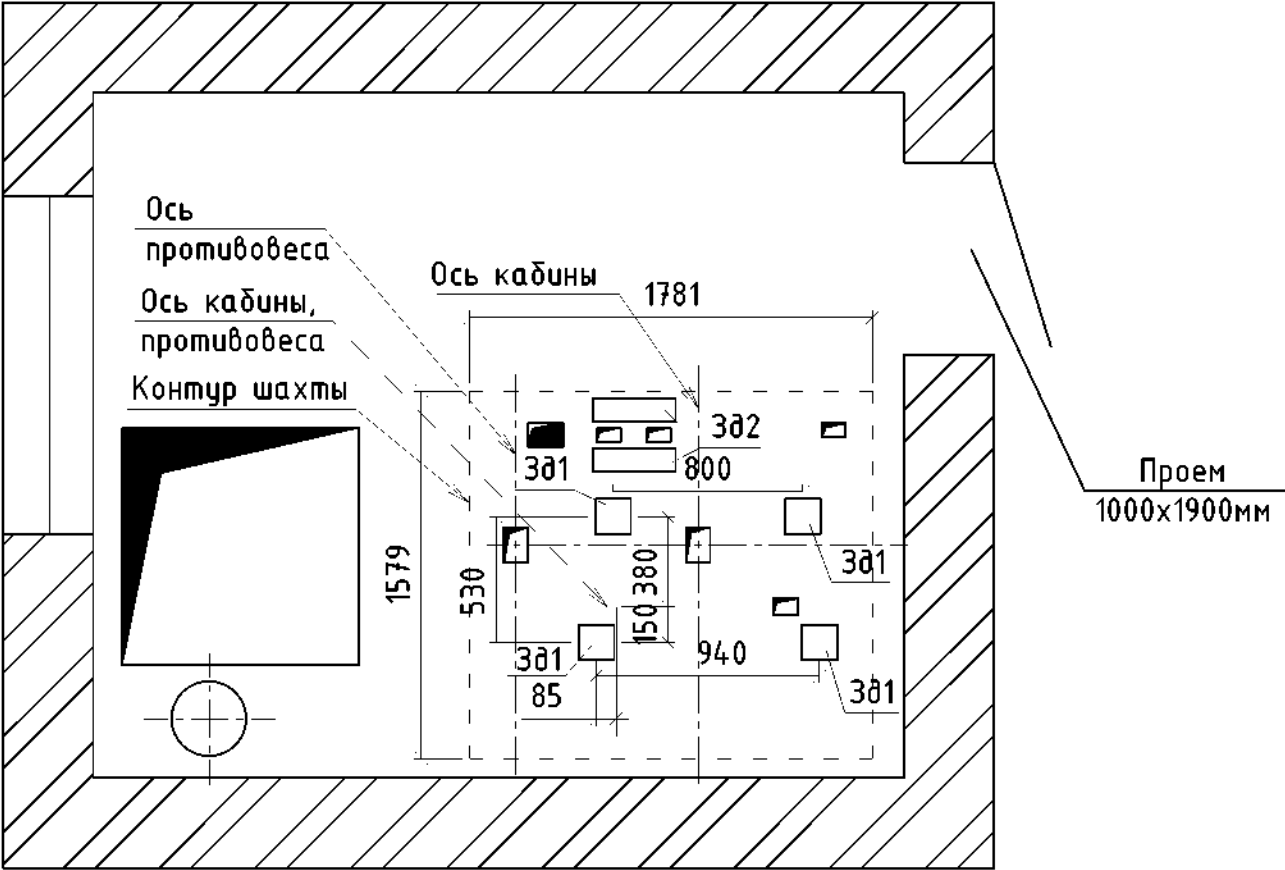 Ось
противовеса
Ось кабины
1781
Ось кабины,
противовеса
Контур шахты
Зд2
Зд1
800
Проем
1000х1900мм
1579
530
380
Зд1
150
Зд1
940
85
Зд1